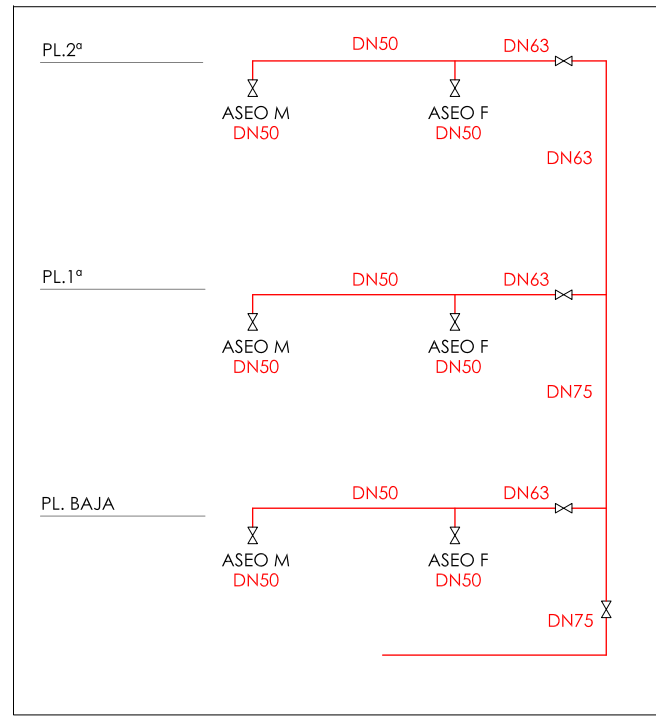 DN50
DN63
PL.2ª
ASEO M
DN50
ASEO F
DN50
DN63
PL.1ª
DN50
DN63
ASEO M
DN50
ASEO F
DN50
DN75
PL. BAJA
DN50
DN63
ASEO M
DN50
ASEO F
DN50
DN75